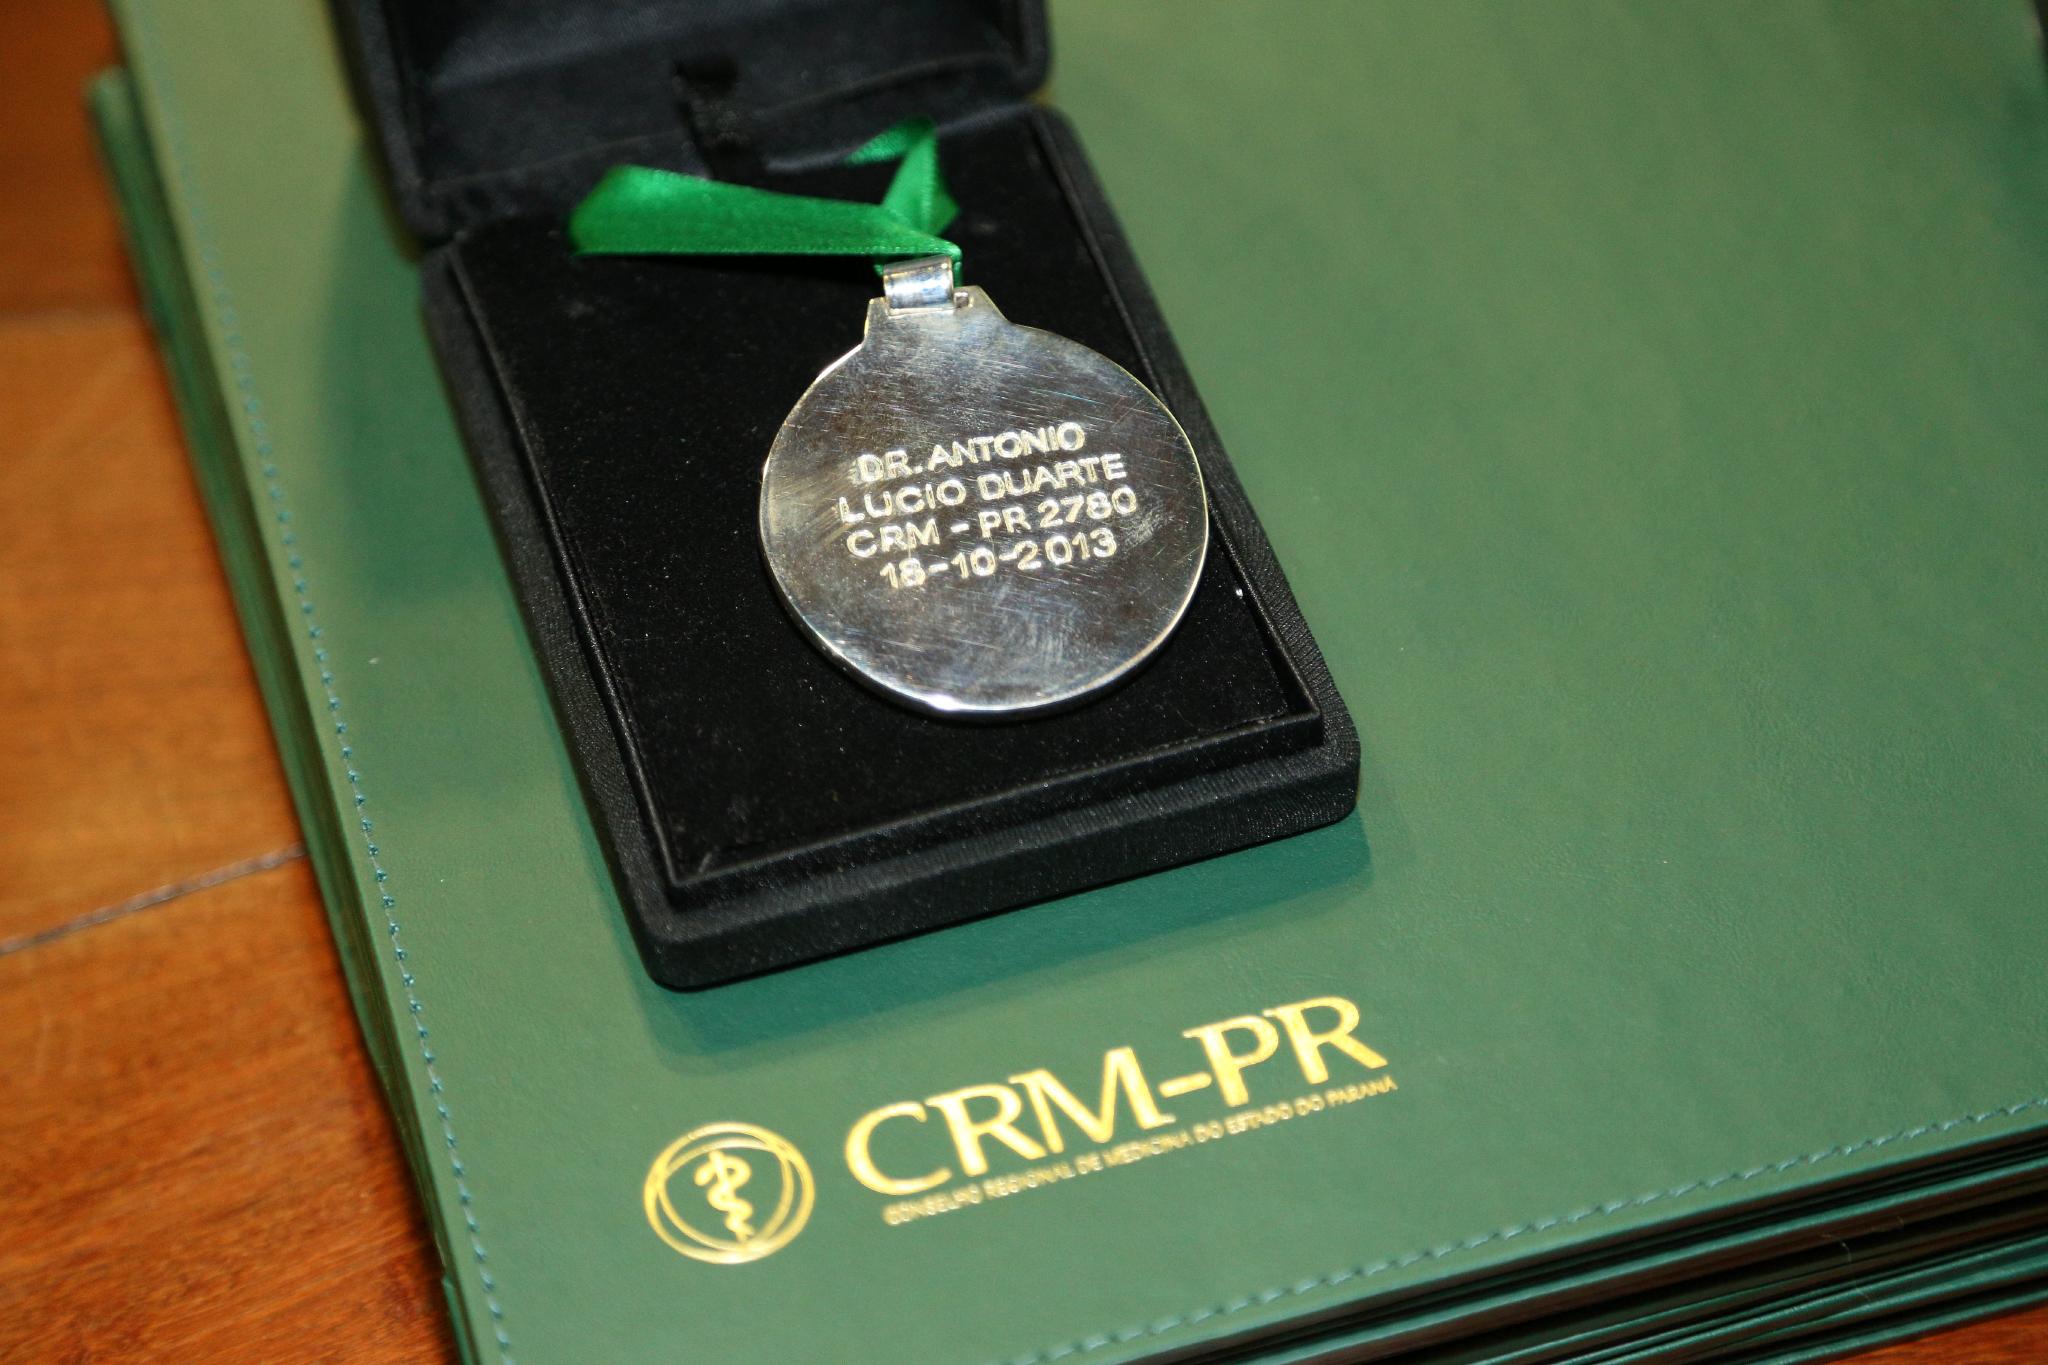 DR. ANTONIO
LUCIO DUARTE
CRM - PR 2780
18-10-2013
CRM-PR
CONSELHO REGIONAL DE MEDICINA DO ESTADO DO PARANÁ